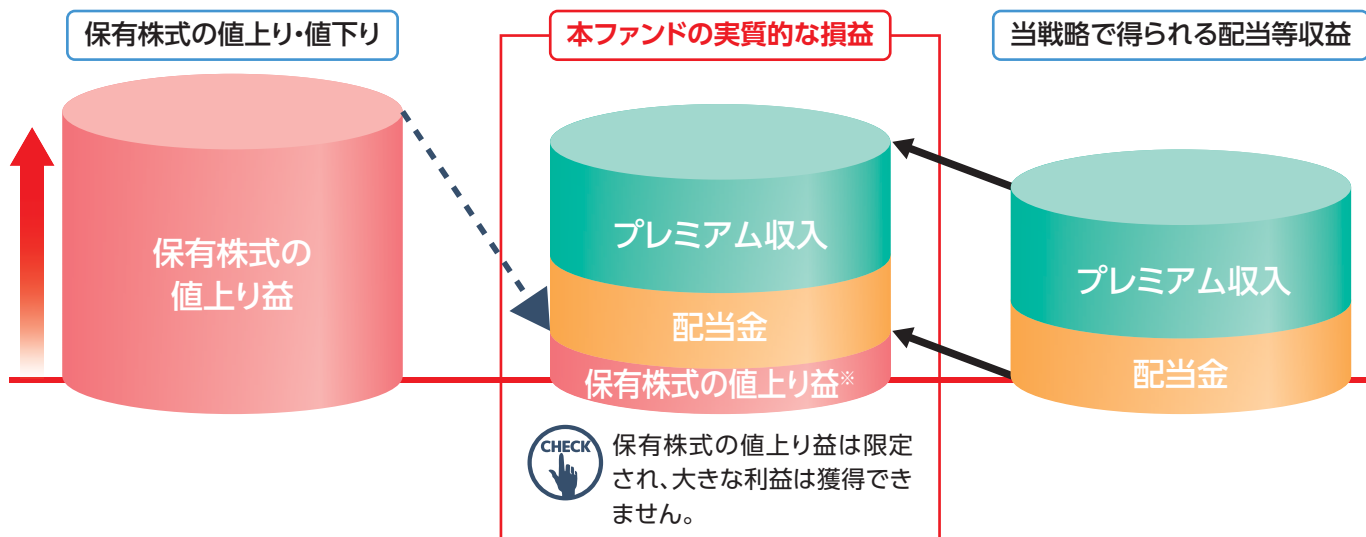 保有株式の値上り・値下り
本ファンドの実質的な損益
当戦略で得られる配当等収益
保有株式の
値上り益
プレミアム収入
配当金
保有株式の値上り益※
プレミアム収入
配当金
CHECK
保有株式の値上り益は限定
され、大きな利益は獲得でき
ません。